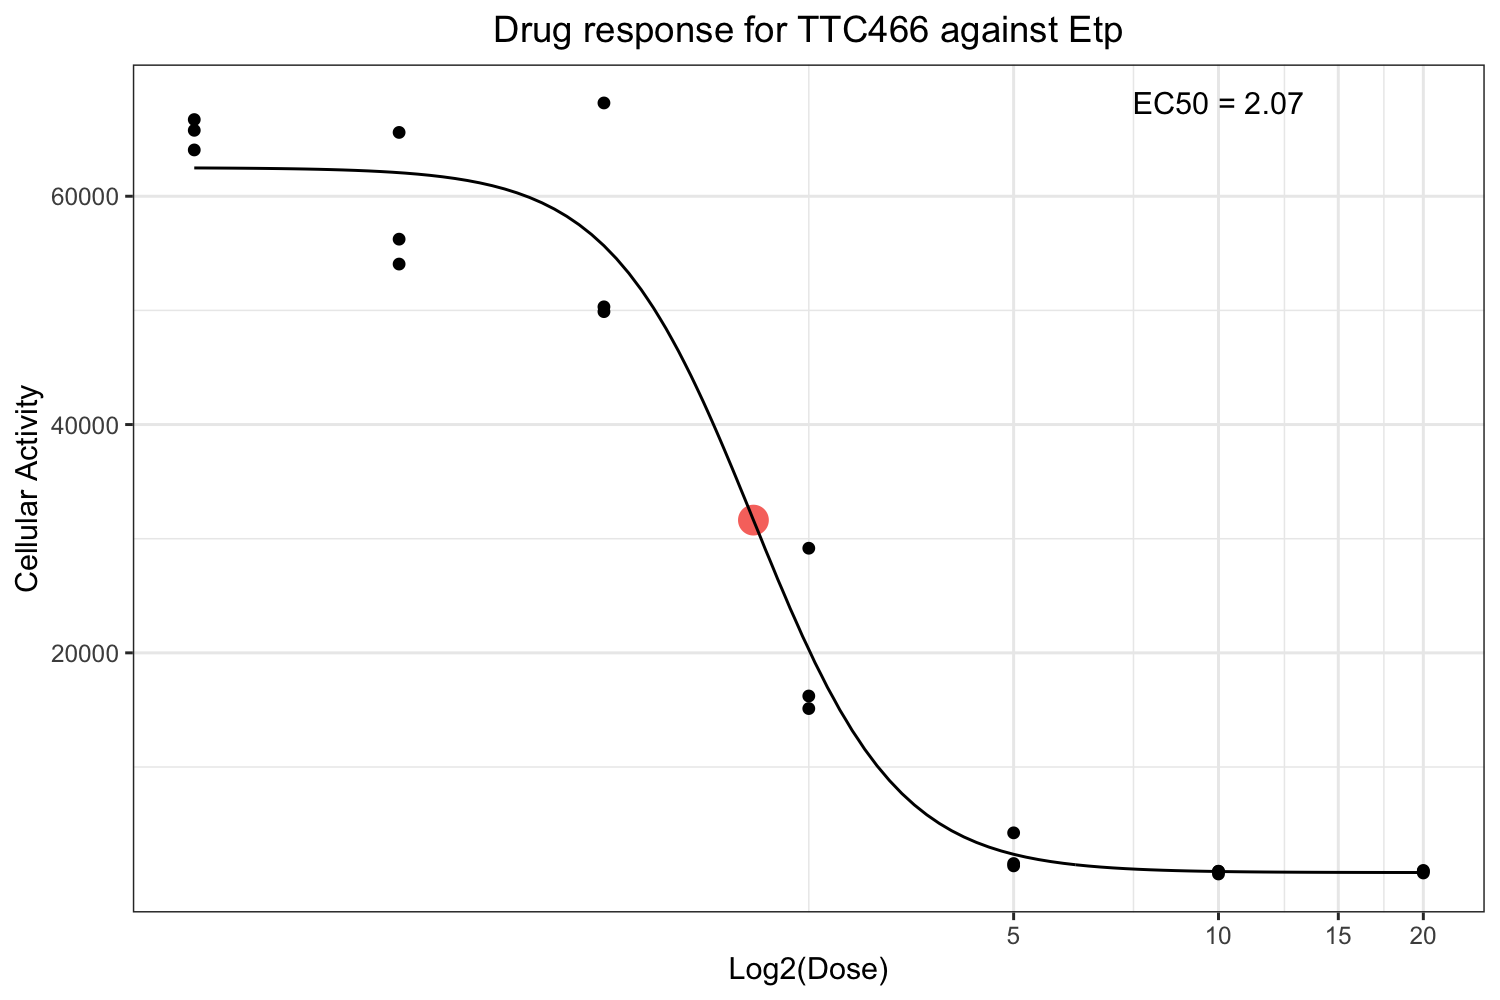 Drug response for TTC466 against Etp
EC50 = 2.07
60000
40000
20000
Cellular Activity
5
10
15
20
Log2(Dose)